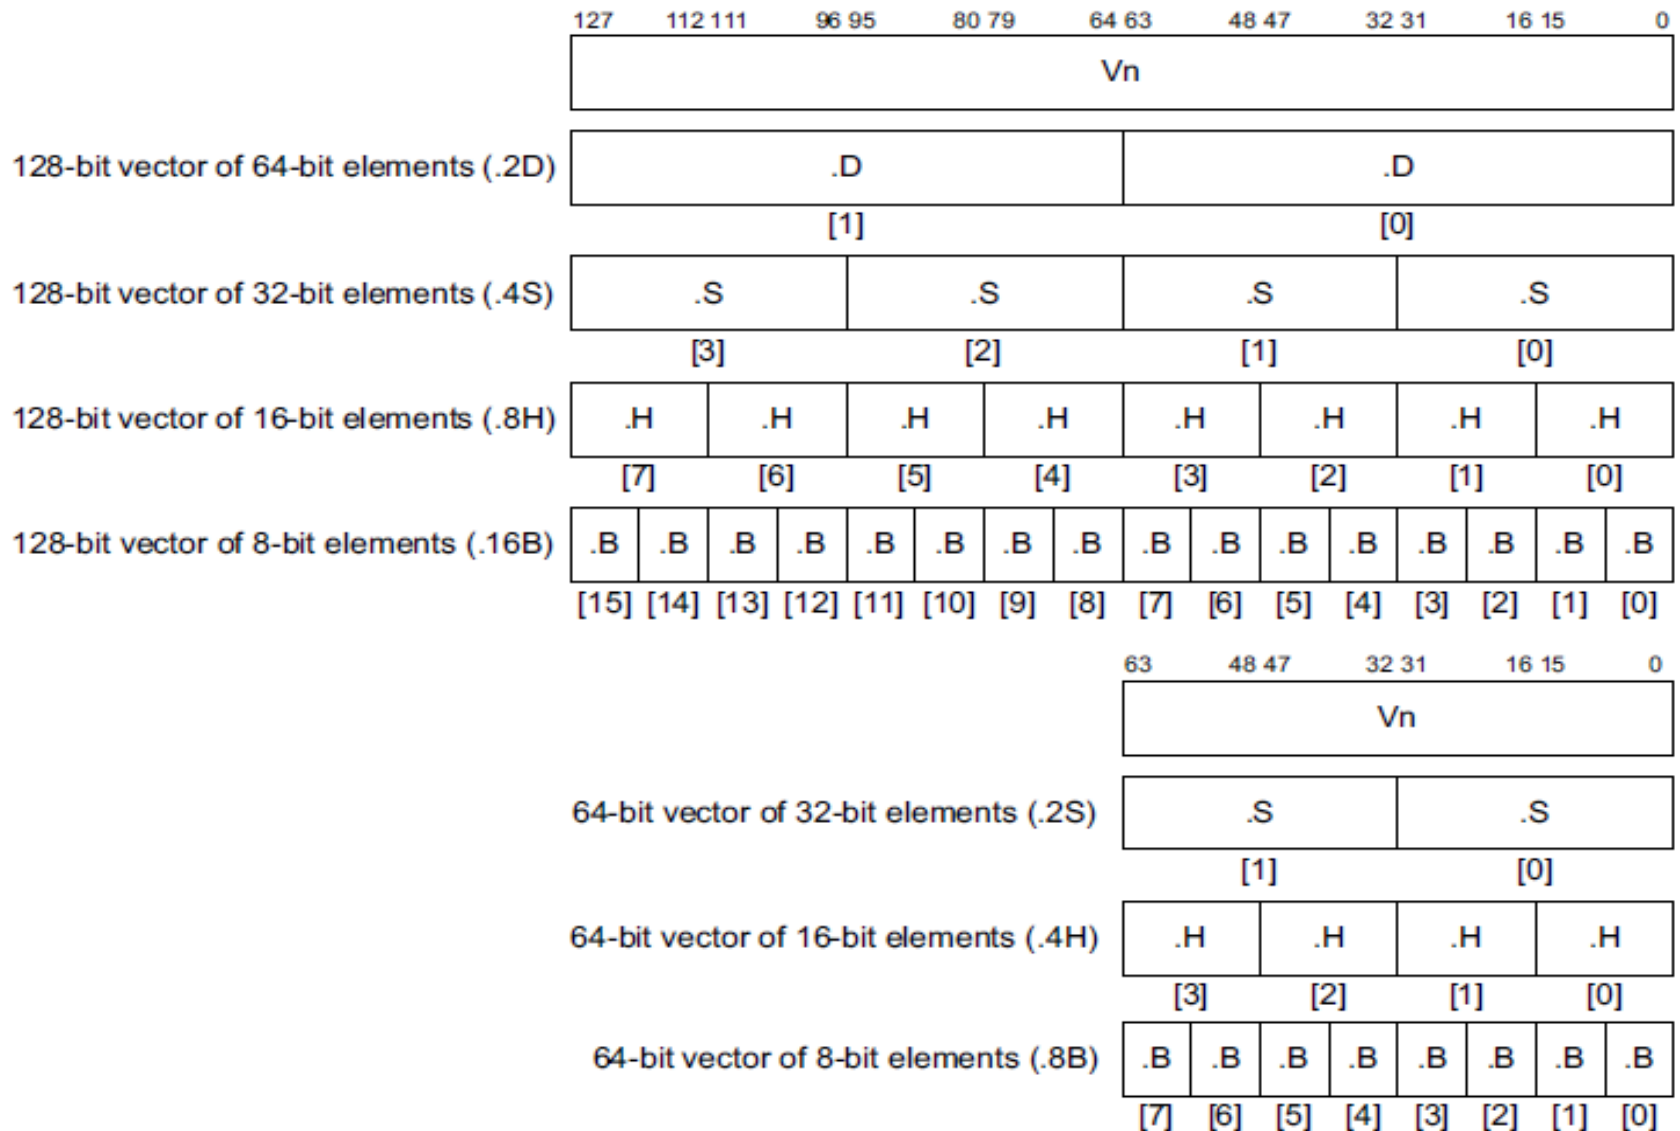 127 112 111 96 95 80 79 64 63 48 47 32 31 16 15 0
Vn
128-bit vector of 64-bit elements (.2D) .D .D
[1] [0]
128-bit vector of 32-bit elements (.4S) .S .S .S .S
[3] [2] [1] [0]
128-bit vector of 16-bit elements (.8H) .H .H .H .H .H .H .H .H
[7] [6] [5] [4] [3] [2] [1] [0]
128-bit vector of 8-bit elements (.16B) .B .B .B .B .B .B .B .B .B .B .B .B .B .B .B .B
[15] [14] [13] [12] [11] [10] [9] [8] [7] [6] [5] [4] [3] [2] [1] [0]
63 48 47 32 31 16 15 0
Vn
64-bit vector of 32-bit elements (.2S) .S .S
[1] [0]
64-bit vector of 16-bit elements (.4H) .H .H .H .H
[3] [2] [1] [0]
64-bit vector of 8-bit elements (.8B) .B .B .B .B .B .B .B .B
[7] [6] [5] [4] [3] [2] [1] [0]